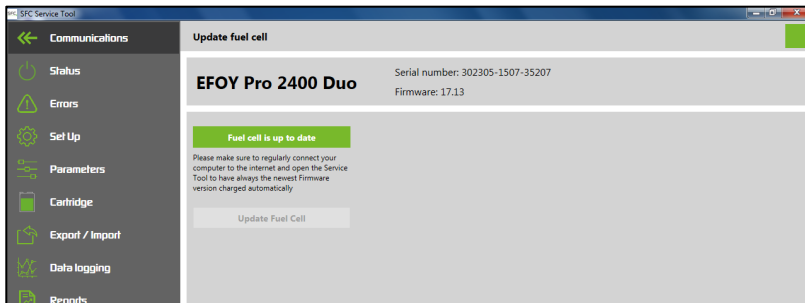 SFC Service Tool
Communications
Update fuel cell
Status
Errors
Set Up
Parameters
Cartridge
Export / Import
Data logging
Reports
EFOY Pro 2400 Duo
Serial number: 302305-1507-35207
Firmware: 17.13
Fuel cell is up to date
Please make sure to regularly connect your
computer to the internet and open the Service
Tool to have always the newest Firmware
version charged automatically
Update Fuel Cell